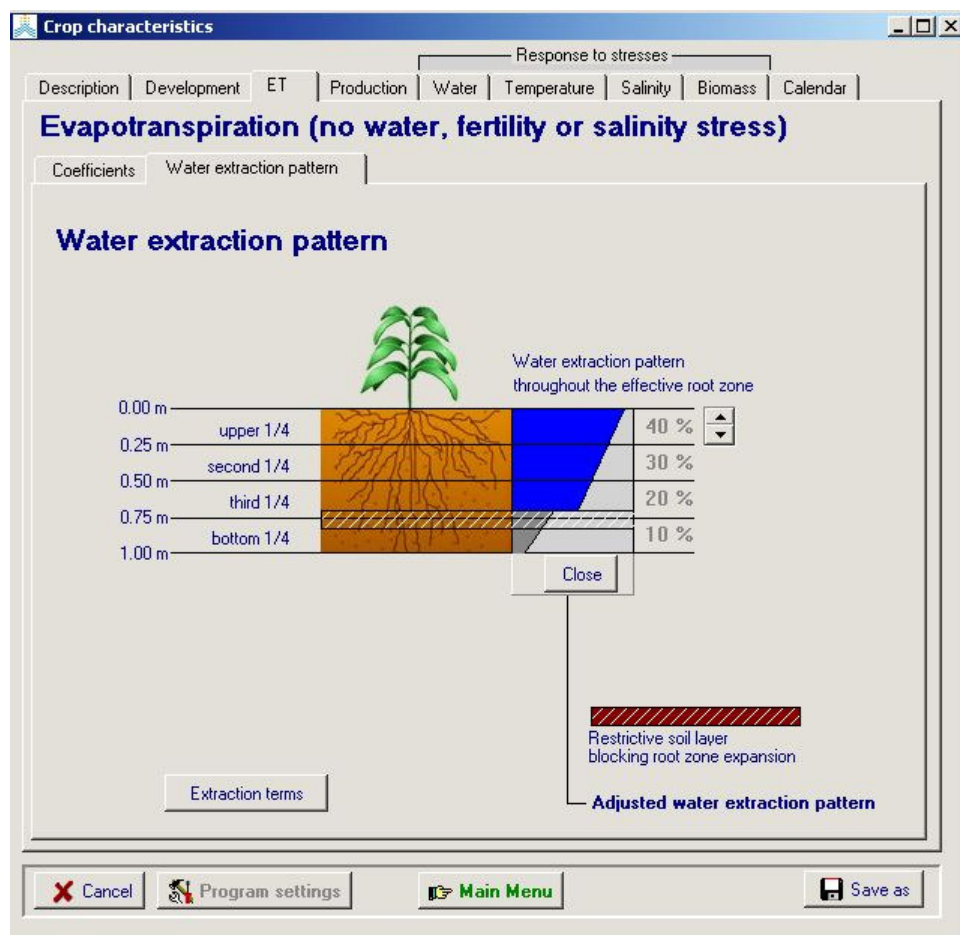 Crop characteristics
Response to stresses
Description Development ET Production Water Temperature Salinity Biomass Calendar
Evapotranspiration (no water, fertility or salinity stress)
Coefficients Water extraction pattern
Water extraction pattern
Water extraction pattern
throughout the effective root zone
0.00 m
upper 1/4 40 %
0.25 m
second 1/4 30 %
0.50 m
third 1/4 20 %
0.75 m
bottom 1/4 10 %
1.00 m
Close
Restrictive soil layer
blocking root zone expansion
Extraction terms
Adjusted water extraction pattern
Cancel Program settings Main Menu Save as